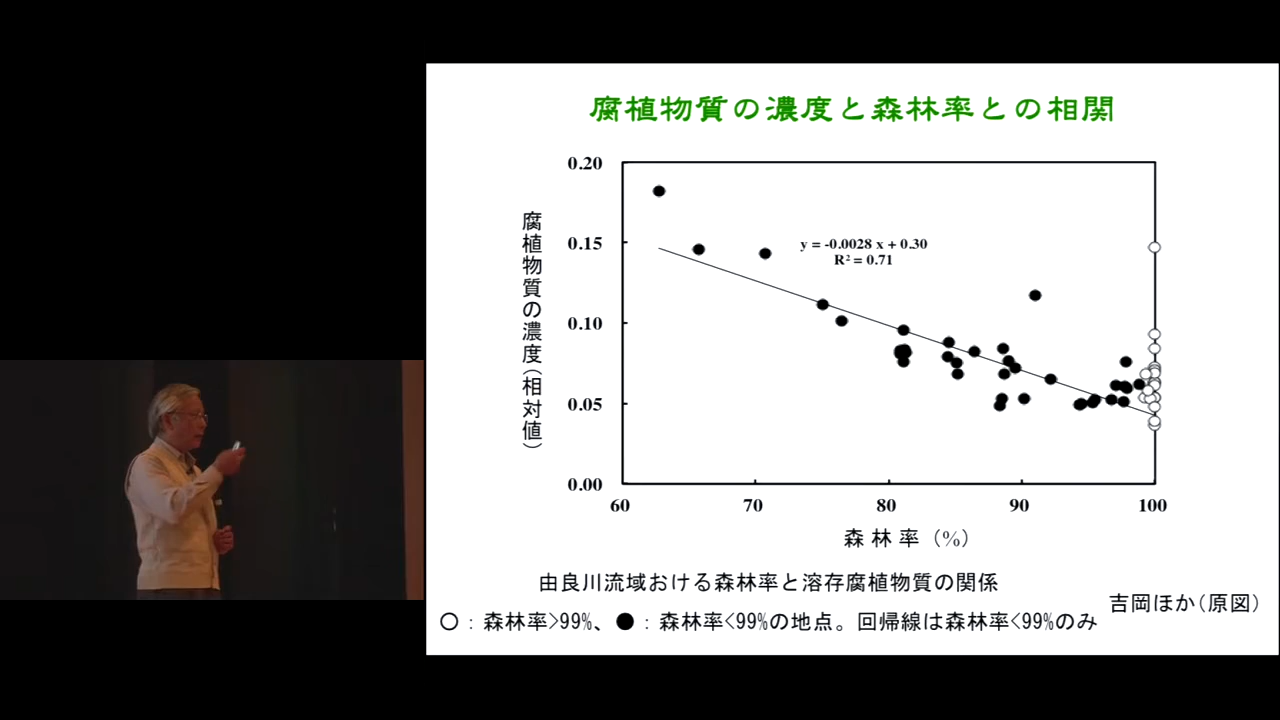 腐植物質の濃度と森林率との相関
0.20
0.15
0.10
0.05
0.00
腐植物質の濃度(相対値)
y = -0.0028 x + 0.30
R² = 0.71
60 70 80 90 100
森林率 (%)
由良川流域おける森林率と溶存腐植物質の関係
吉岡ほか(原図)
○：森林率>99%、●：森林率<99%の地点。回帰線は森林率<99%のみ